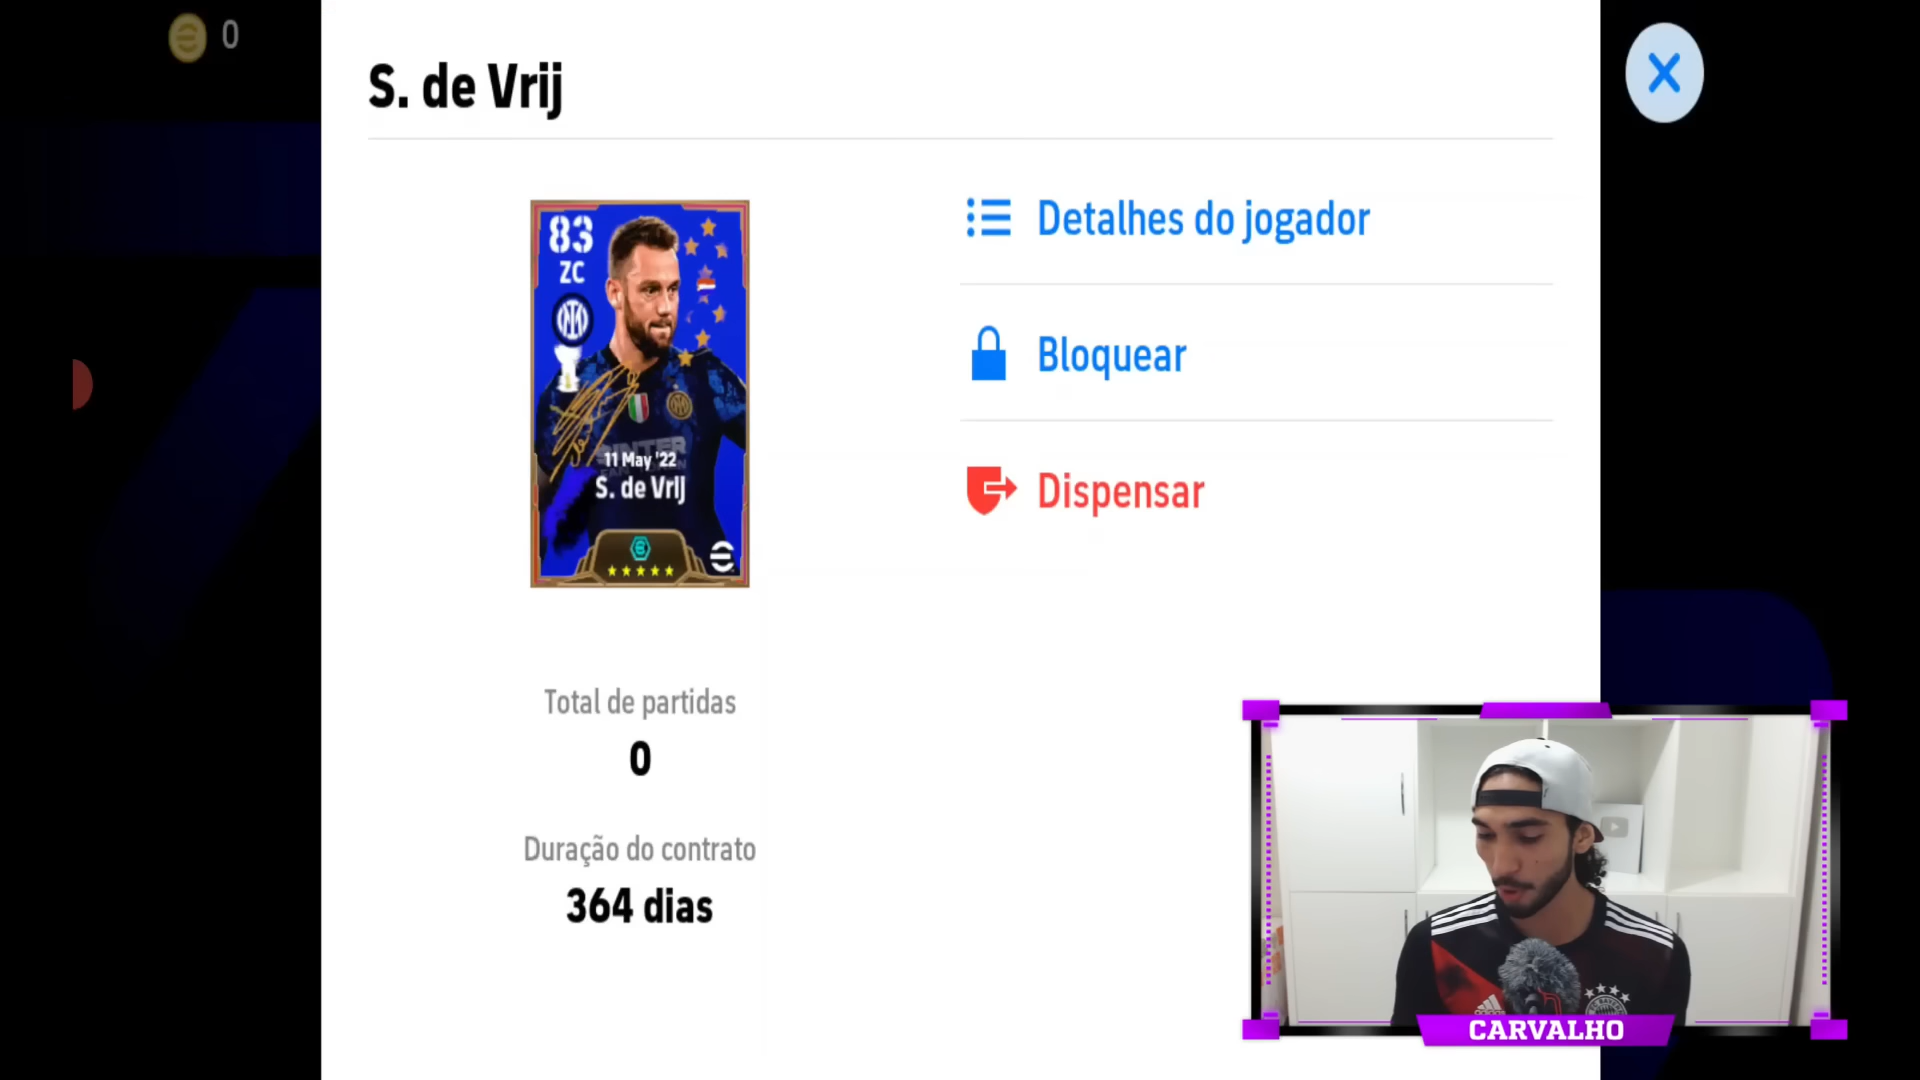 0
S. de Vrij
83
ZC
11 May '22
S. de Vrij
Total de partidas
0
Duração do contrato
364 dias
Detalhes do jogador
Bloquear
Dispensar
CARVALHO